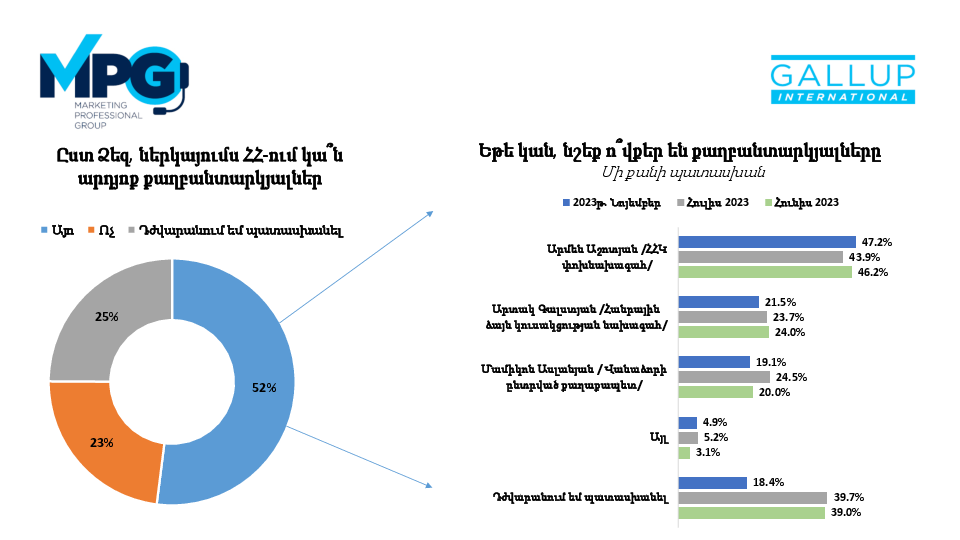 MPG
MARKETING
PROFESSIONAL
GROUP
GALLUP
INTERNATIONAL
Ըստ Ձեզ, ներկայումս ՀՀ-ում կա՞ն
արդյոք քաղբանտարկյալներ
Այո Ոչ Դժվարանում եմ պատասխանել
25%
52%
23%
Եթե կան, նշեք ո՞վքեր են քաղբանտարկյալները
Մի քանի պատասխան
2023թ Նոյեմբեր Հուլիս 2023 Հունիս 2023
Արմեն Աշոտյան /ՀՀԿ
փոխնախագահ/
47.2%
43.9%
46.2%
Արտակ Գալստյան /Հանրային
ձայն կուսակցության նախագահ/
21.5%
23.7%
24.0%
Մամիկոն Ասլանյան / Վանաձորի
ընտրված քաղաքապետ/
19.1%
24.5%
20.0%
Այլ
4.9%
5.2%
3.1%
Դժվարանում եմ պատասխանել
18.4%
39.7%
39.0%